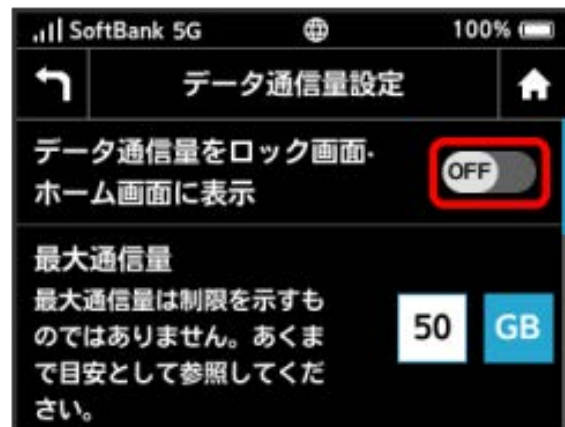 SoftBank 5G 100%
データ通信量設定
データ通信量をロック画面・
ホーム画面に表示
OFF
最大通信量
最大通信量は制限を示すも
のではありません。あくま
で目安として参照してくだ
さい。
50 GB